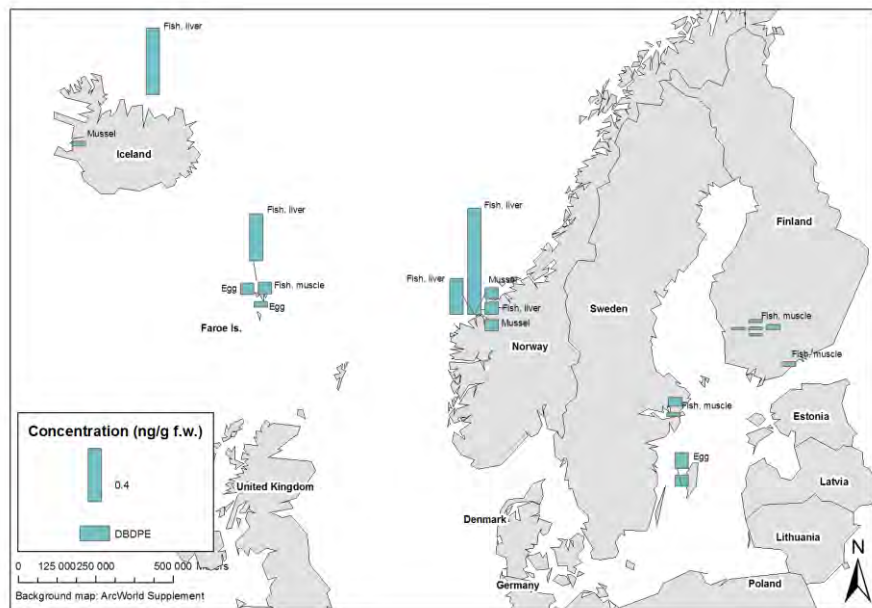 Fish, liver
Mussel
Iceland
Fish, liver
Egg
Fish, muscle
Egg
Faroe Is.
Fish, liver
Fish, liver
Mussel
Fish, liver
Mussel
Norway
Sweden
Finland
Fish, muscle
Fish, muscle
Fish, muscle
Egg
Estonia
Latvia
Lithuania
Denmark
Germany
Poland
United Kingdom
Concentration (ng/g f.w.)
0.4
DBDPE
0 125 000 250 000 500 000 Meters
Background map: ArcWorld Supplement
N